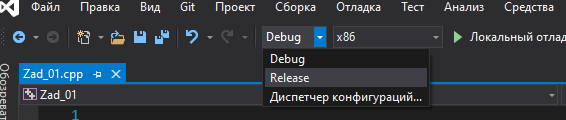 Правка Вид Git Проект Сборка Отладка Тест Анализ Средства
Debug x86 Локальный отлад
Debug
Release
Диспетчер конфигураций...
Zad_01.cpp
Zad_01
1
Обозреват